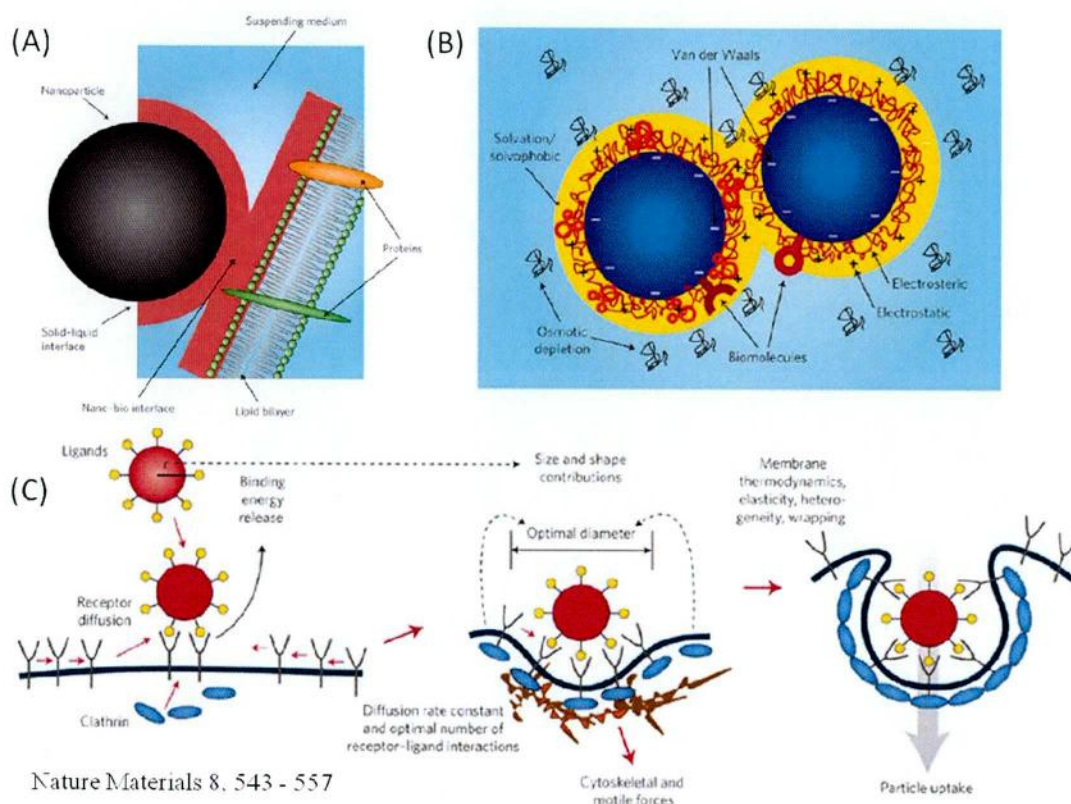 (A)
Suspending medium
Nanoparticle
Proteins
Solid-liquid
interface
Nano-bio interface
Lipid bilayer
(B)
Van der Waals
Solvation/
solvophobic
Electrosteric
Electrostatic
Osmotic
depletion
Biomolecules
(C)
Ligands
r
Binding
energy
release
Size and shape
contributions
Membrane
thermodynamics,
elasticity, hetero-
geneity, wrapping
Optimal diameter
Receptor
diffusion
Clathrin
Diffusion rate constant
and optimal number of
receptor-ligand interactions
Cytoskeletal and
motile forces
Particle uptake
Nature Materials 8, 543 - 557